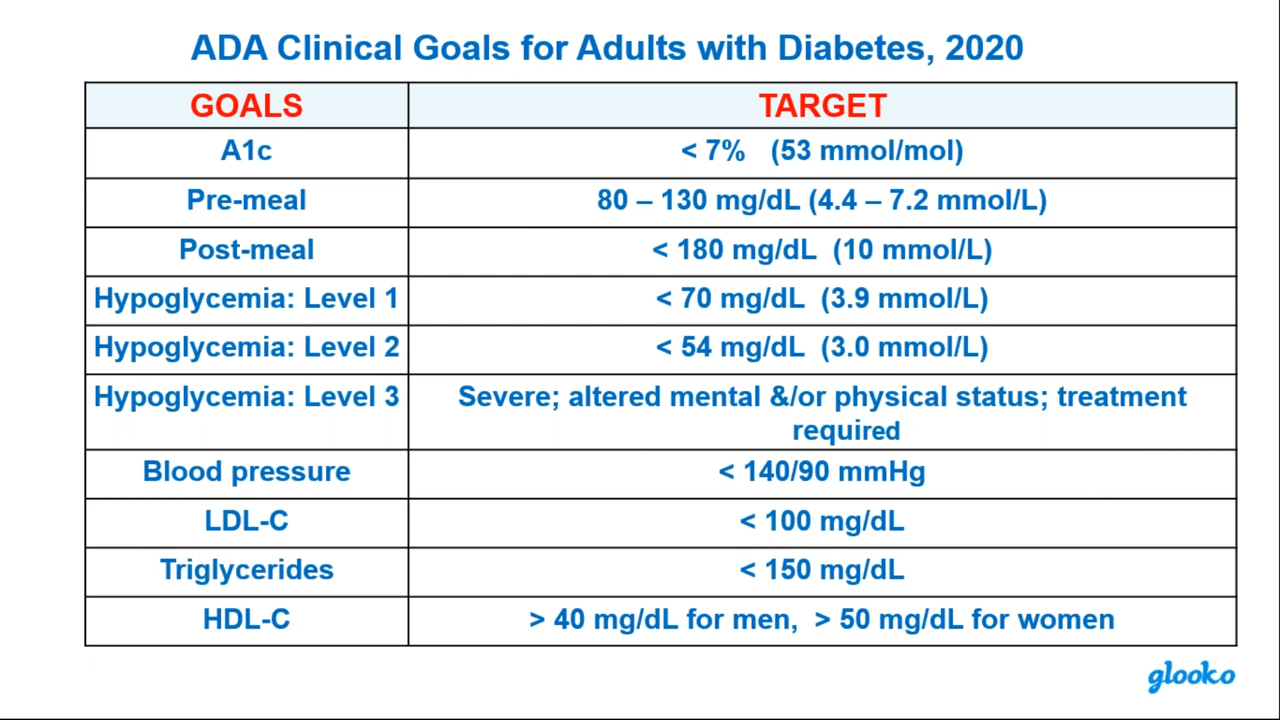 ADA Clinical Goals for Adults with Diabetes, 2020
GOALS TARGET
A1c < 7% (53 mmol/mol)
Pre-meal 80 – 130 mg/dL (4.4 – 7.2 mmol/L)
Post-meal < 180 mg/dL (10 mmol/L)
Hypoglycemia: Level 1 < 70 mg/dL (3.9 mmol/L)
Hypoglycemia: Level 2 < 54 mg/dL (3.0 mmol/L)
Hypoglycemia: Level 3 Severe; altered mental &/or physical status; treatment
required
Blood pressure < 140/90 mmHg
LDL-C < 100 mg/dL
Triglycerides < 150 mg/dL
HDL-C > 40 mg/dL for men, > 50 mg/dL for women
glooko